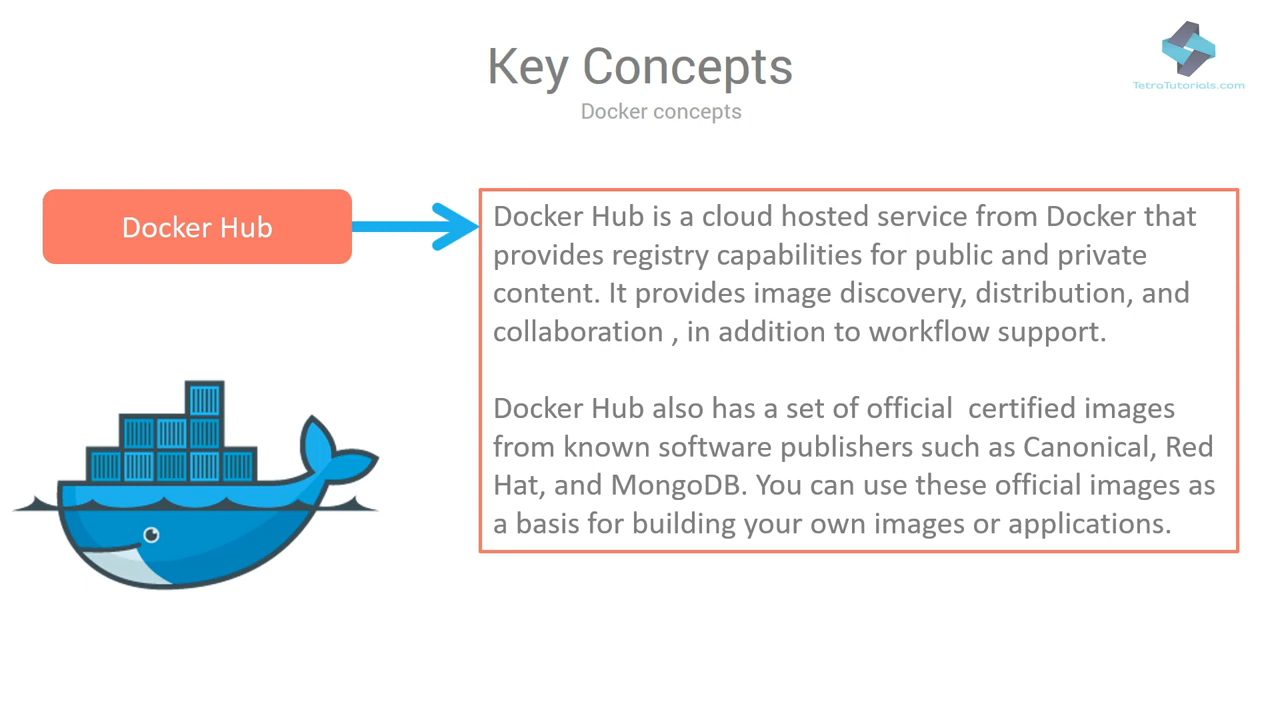 Key Concepts
Docker concepts
TetraTutorials.com
Docker Hub
Docker Hub is a cloud hosted service from Docker that
provides registry capabilities for public and private
content. It provides image discovery, distribution, and
collaboration , in addition to workflow support.
Docker Hub also has a set of official  certified images
from known software publishers such as Canonical, Red
Hat, and MongoDB. You can use these official images as
a basis for building your own images or applications.